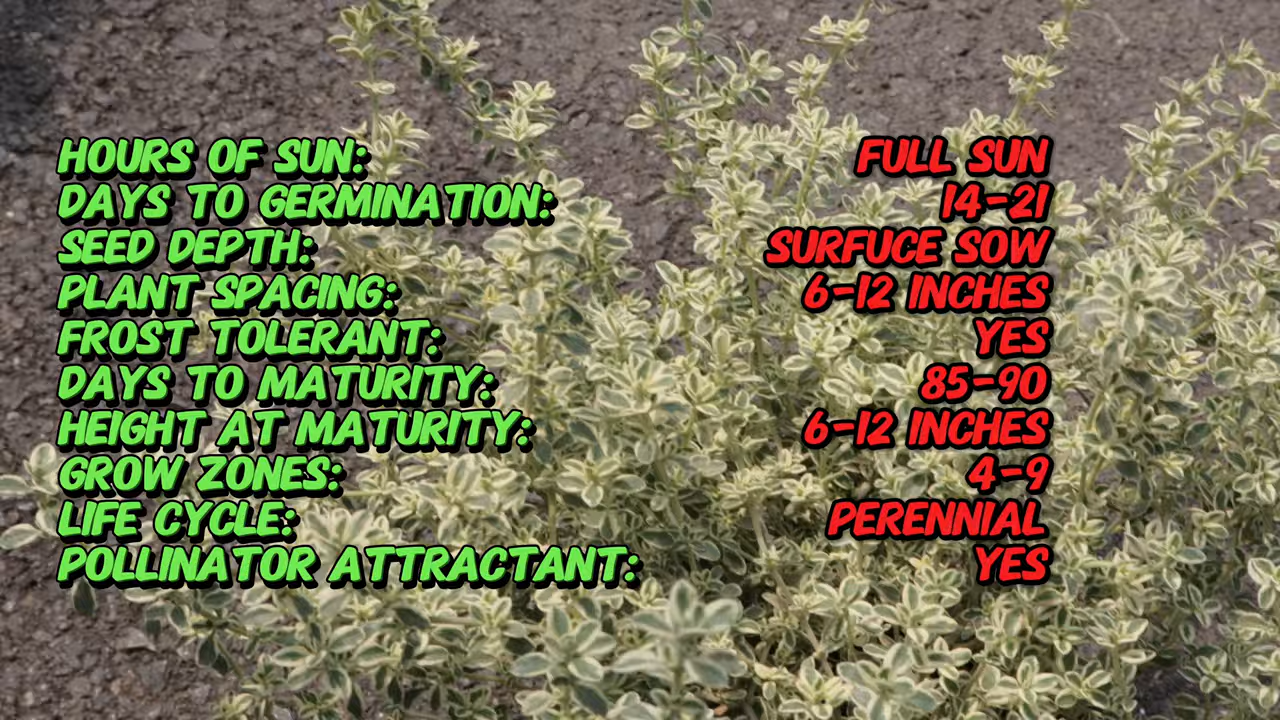 HOURS OF SUN: FULL SUN
DAYS TO GERMINATION: 14-21
SEED DEPTH: SURFUCE SOW
PLANT SPACING: 6-12 INCHES
FROST TOLERANT: YES
DAYS TO MATURITY: 85-90
HEIGHT AT MATURITY: 6-12 INCHES
GROW ZONES: 4-9
LIFE CYCLE: PERENNIAL
POLLINATOR ATTRACTANT: YES